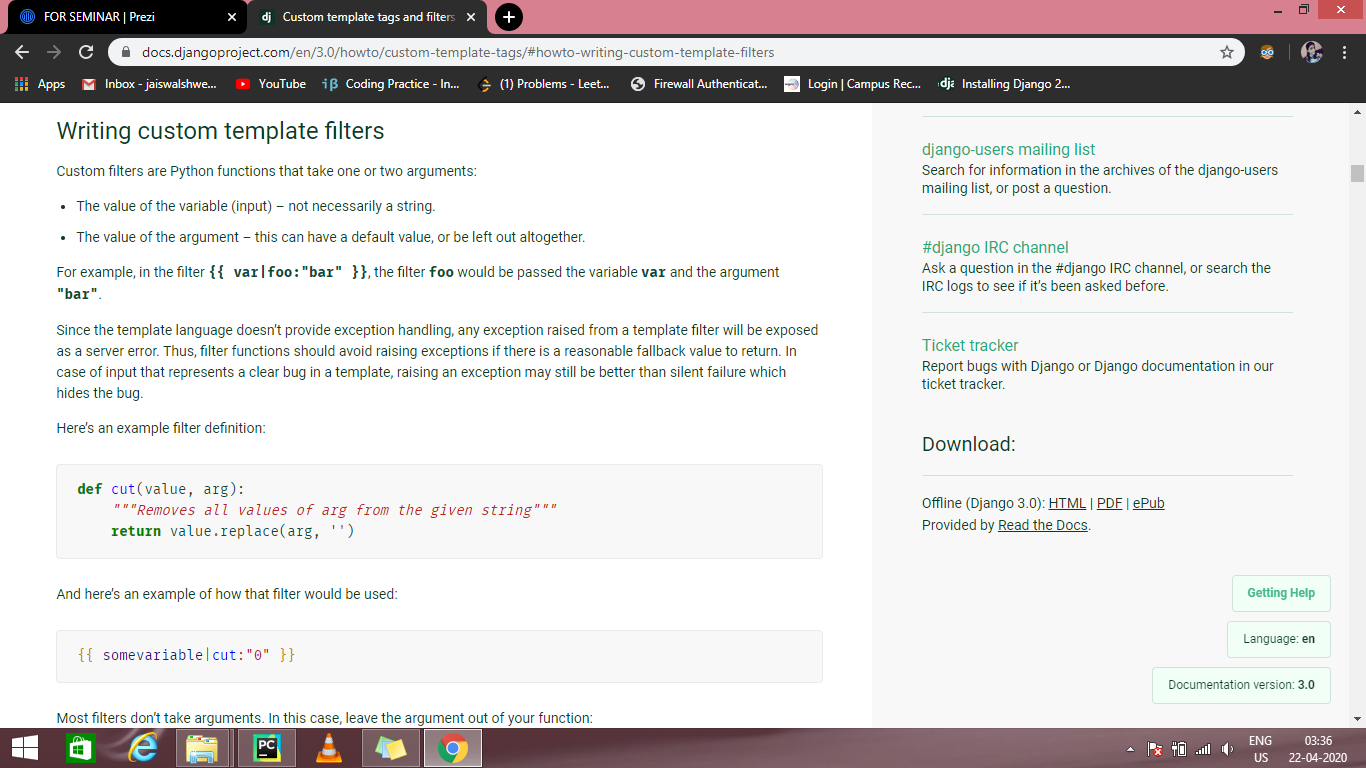 FOR SEMINAR | Prezi
Custom template tags and filters
docs.djangoproject.com/en/3.0/howto/custom-template-tags/#howto-writing-custom-template-filters
Apps
Inbox - jaiswalshwe...
YouTube
Coding Practice - In...
(1) Problems - Leet...
Firewall Authenticat...
Login | Campus Rec...
Installing Django 2...
Writing custom template filters
Custom filters are Python functions that take one or two arguments:
• The value of the variable (input) – not necessarily a string.
• The value of the argument – this can have a default value, or be left out altogether.
For example, in the filter {{ var|foo:"bar" }}, the filter foo would be passed the variable var and the argument
"bar".
Since the template language doesn’t provide exception handling, any exception raised from a template filter will be exposed
as a server error. Thus, filter functions should avoid raising exceptions if there is a reasonable fallback value to return. In
case of input that represents a clear bug in a template, raising an exception may still be better than silent failure which
hides the bug.
Here’s an example filter definition:
def cut(value, arg):
    """Removes all values of arg from the given string"""
    return value.replace(arg, '')
And here’s an example of how that filter would be used:
{{ somevariable|cut:"0" }}
Most filters don’t take arguments. In this case, leave the argument out of your function:
django-users mailing list
Search for information in the archives of the django-users
mailing list, or post a question.
#django IRC channel
Ask a question in the #django IRC channel, or search the
IRC logs to see if it’s been asked before.
Ticket tracker
Report bugs with Django or Django documentation in our
ticket tracker.
Download:
Offline (Django 3.0): HTML | PDF | ePub
Provided by Read the Docs.
Getting Help
Language: en
Documentation version: 3.0
ENG
US
03:36
22-04-2020